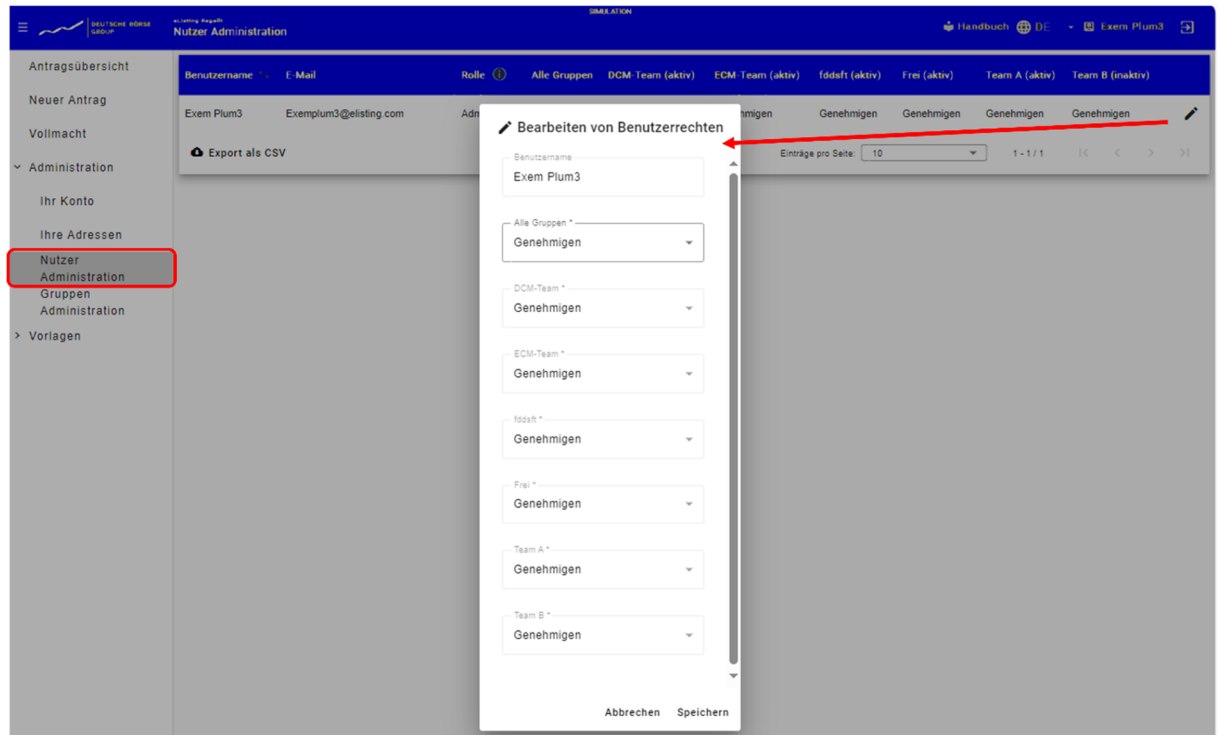 SIMULATION
DEUTSCHE BÖRSE
GROUP
Nutzer Administration
Handbuch
DE
Exem Plum3
Antragsübersicht
Neuer Antrag
Vollmacht
Administration
Ihr Konto
Ihre Adressen
Nutzer
Administration
Gruppen
Administration
Vorlagen
Benutzername E-Mail Rolle Alle Gruppen DCM-Team (aktiv) ECM-Team (aktiv) fddsft (aktiv) Frei (aktiv) Team A (aktiv) Team B (inaktiv)
Exem Plum3 Exemplum3@elisting.com Adm nmigen Genehmigen Genehmigen Genehmigen Genehmigen
Export als CSV
Einträge pro Seite: 10 1 - 1 / 1
Bearbeiten von Benutzerrechten
Benutzername
Exem Plum3
Alle Gruppen *
Genehmigen
DCM-Team *
Genehmigen
ECM-Team *
Genehmigen
fddsft *
Genehmigen
Frei *
Genehmigen
Team A *
Genehmigen
Team B *
Genehmigen
Abbrechen Speichern